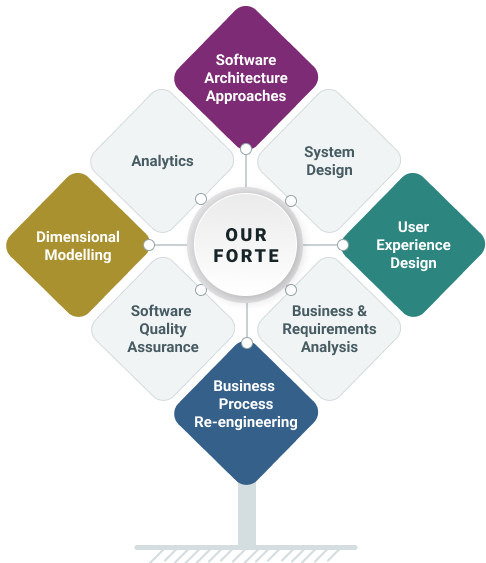 Software
Architecture
Approaches
Analytics
System
Design
Dimensional
Modelling
OUR
FORTE
User
Experience
Design
Software
Quality
Assurance
Business &
Requirements
Analysis
Business
Process
Re-engineering